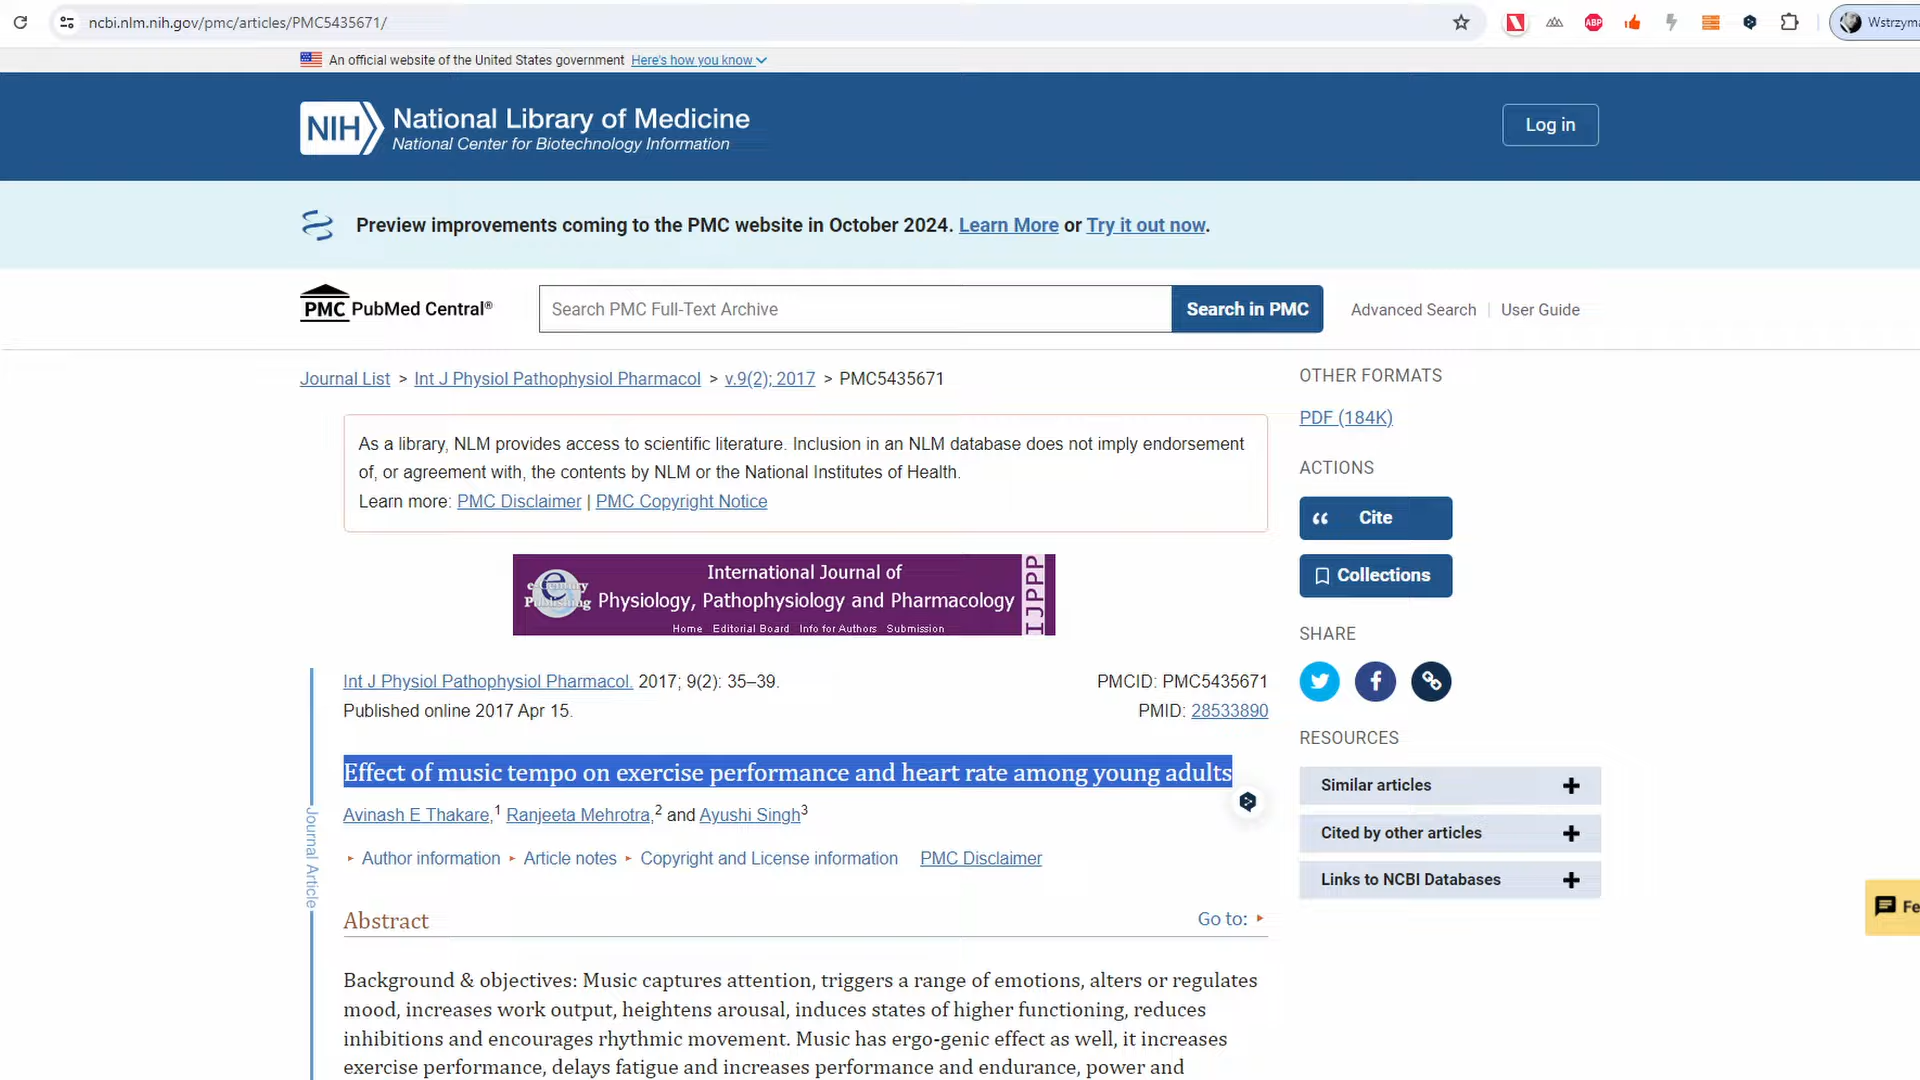 ncbi.nlm.nih.gov/pmc/articles/PMC5435671/
ABP
Wstrzyma
An official website of the United States government Here's how you know
NIH National Library of Medicine
National Center for Biotechnology Information
Log in
Preview improvements coming to the PMC website in October 2024. Learn More or Try it out now.
PMC PubMed Central®
Search PMC Full-Text Archive
Search in PMC
Advanced Search | User Guide
Journal List > Int J Physiol Pathophysiol Pharmacol > v.9(2); 2017 > PMC5435671
As a library, NLM provides access to scientific literature. Inclusion in an NLM database does not imply endorsement
of, or agreement with, the contents by NLM or the National Institutes of Health.
Learn more: PMC Disclaimer | PMC Copyright Notice
e-Century
Publishing
International Journal of
Physiology, Pathophysiology and Pharmacology
Home Editorial Board Info for Authors Submission
IJPPP
Int J Physiol Pathophysiol Pharmacol. 2017; 9(2): 35–39.
PMCID: PMC5435671
Published online 2017 Apr 15.
PMID: 28533890
Effect of music tempo on exercise performance and heart rate among young adults
Avinash E Thakare,1 Ranjeeta Mehrotra,2 and Ayushi Singh3
Author information Article notes Copyright and License information PMC Disclaimer
Journal Article
Abstract
Go to:
Background & objectives: Music captures attention, triggers a range of emotions, alters or regulates
mood, increases work output, heightens arousal, induces states of higher functioning, reduces
inhibitions and encourages rhythmic movement. Music has ergo-genic effect as well, it increases
exercise performance, delays fatigue and increases performance and endurance, power and
OTHER FORMATS
PDF (184K)
ACTIONS
Cite
Collections
SHARE
RESOURCES
Similar articles
Cited by other articles
Links to NCBI Databases
Fe